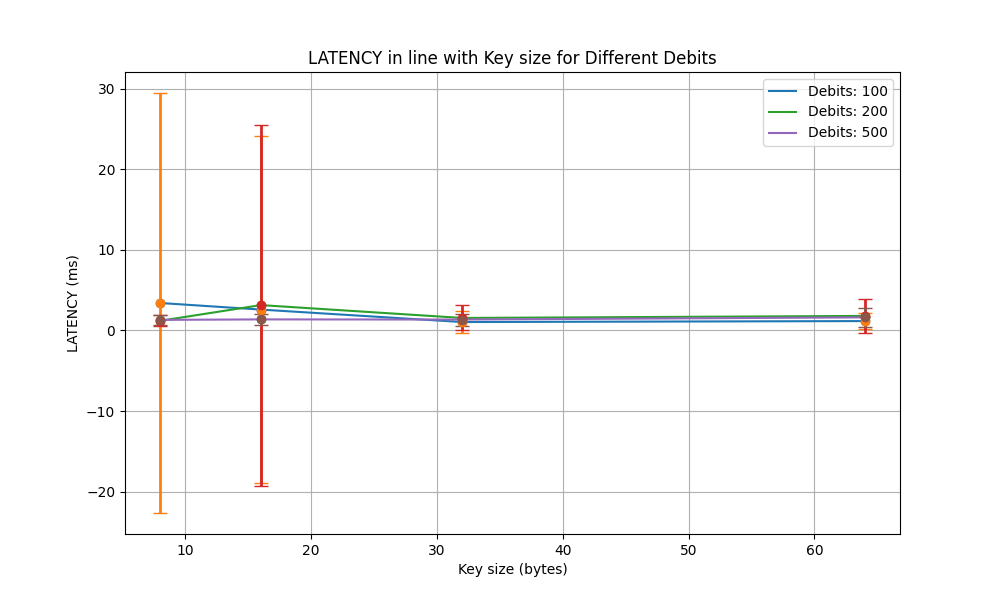 LATENCY in line with Key size for Different Debits
Debits: 100
Debits: 200
Debits: 500
LATENCY (ms)
30
20
10
0
−10
−20
10
20
30
40
50
60
Key size (bytes)